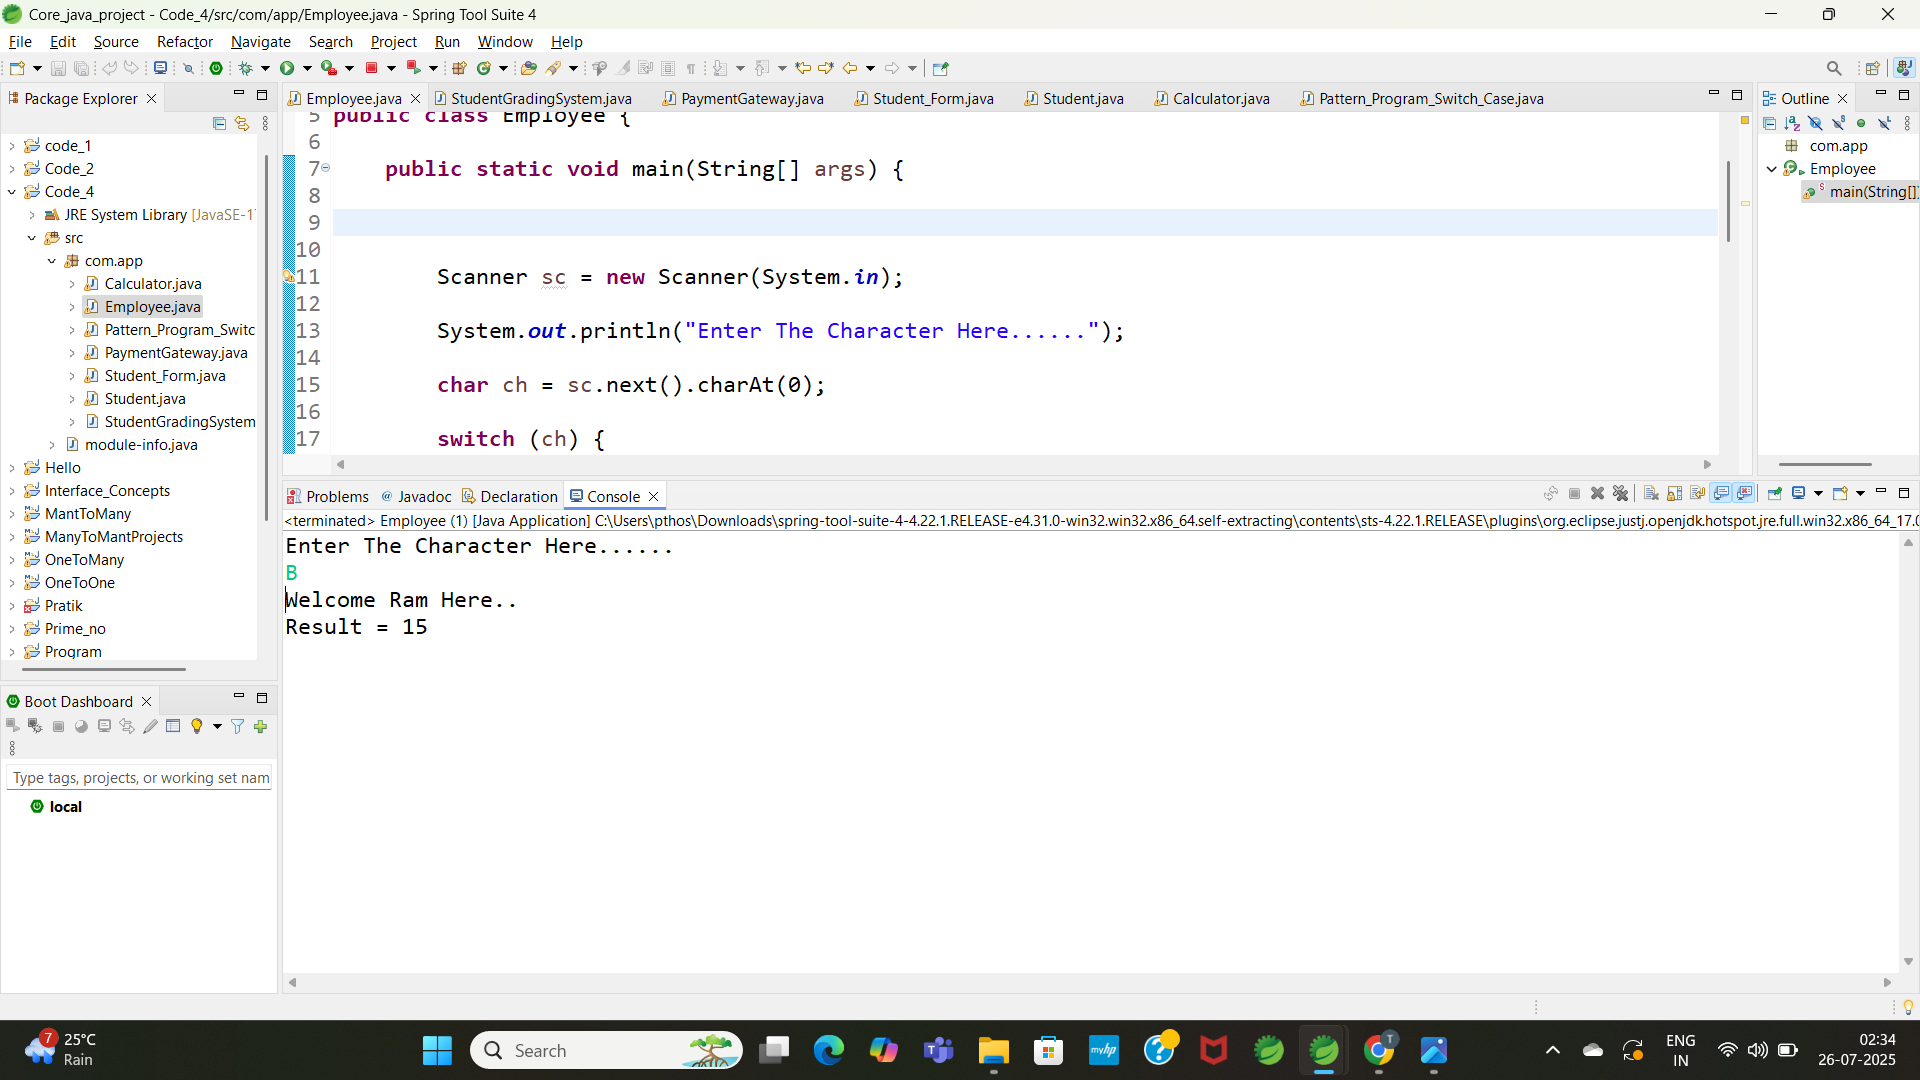 Core_java_project - Code_4/src/com/app/Employee.java - Spring Tool Suite 4
File Edit Source Refactor Navigate Search Project Run Window Help
Package Explorer
code_1
Code_2
Code_4
JRE System Library [JavaSE-1
src
com.app
Calculator.java
Employee.java
Pattern_Program_Switc
PaymentGateway.java
Student_Form.java
Student.java
StudentGradingSystem
module-info.java
Hello
Interface_Concepts
MantToMany
ManyToMantProjects
OneToMany
OneToOne
Pratik
Prime_no
Program
Boot Dashboard
Type tags, projects, or working set nam
local
Employee.java StudentGradingSystem.java PaymentGateway.java Student_Form.java Student.java Calculator.java Pattern_Program_Switch_Case.java
5 public class Employee {
6
7 public static void main(String[] args) {
8
9
10
11 Scanner sc = new Scanner(System.in);
12
13 System.out.println("Enter The Character Here......");
14
15 char ch = sc.next().charAt(0);
16
17 switch (ch) {
Outline
com.app
Employee
main(String[]
Problems Javadoc Declaration Console
<terminated> Employee (1) [Java Application] C:\Users\pthos\Downloads\spring-tool-suite-4-4.22.1.RELEASE-e4.31.0-win32.win32.x86_64.self-extracting\contents\sts-4.22.1.RELEASE\plugins\org.eclipse.justj.openjdk.hotspot.jre.full.win32.x86_64_17.0
Enter The Character Here......
B
Welcome Ram Here..
Result = 15
7
25°C
Rain
Search
myhp
T
ENG
IN
02:34
26-07-2025